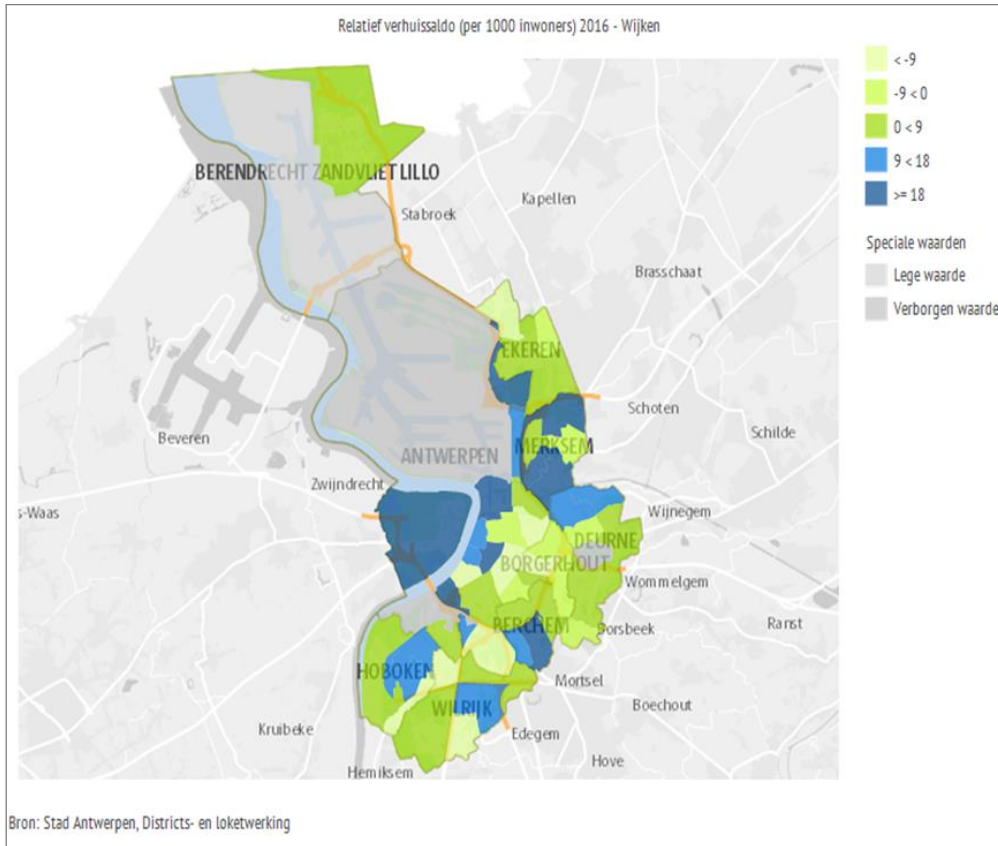 Relatief verhuissaldo (per 1000 inwoners) 2016 - Wijken
< -9
-9 < 0
0 < 9
9 < 18
>= 18
Speciale waarden
Lege waarde
Verborgen waarde
BERENDRECHT ZANDVLIET LILLO
Stabroek
Kapellen
Brasschaat
EKEREN
Schoten
Beveren
MERKSEM
Schilde
ANTWERPEN
Zwijndrecht
s-Waas
Wijnegem
DEURNE
BORGERHOUT
Wommelgem
BERCHEM
Borsbeek
Ranst
HOBOKEN
Mortsel
WILRIJK
Boechout
Kruibeke
Edegem
Hove
Hemiksem
Bron: Stad Antwerpen, Districts- en loketwerking